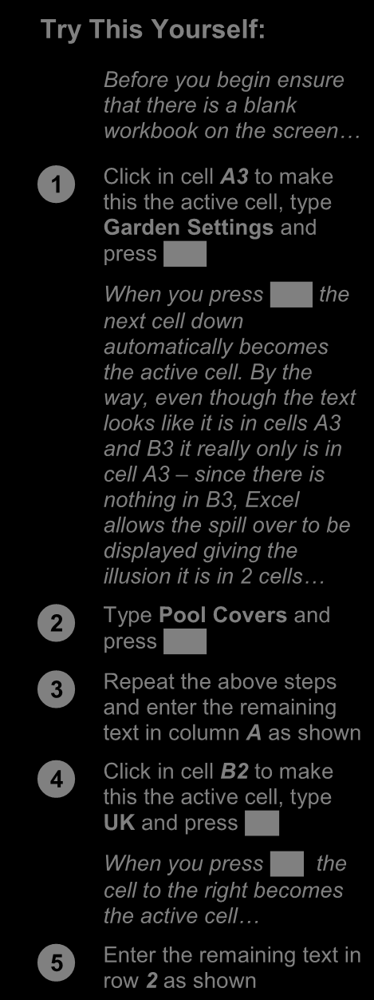 Try This Yourself:
Before you begin ensure
that there is a blank
workbook on the screen…
1 Click in cell A3 to make
this the active cell, type
Garden Settings and
press
When you press the
next cell down
automatically becomes
the active cell. By the
way, even though the text
looks like it is in cells A3
and B3 it really only is in
cell A3 – since there is
nothing in B3, Excel
allows the spill over to be
displayed giving the
illusion it is in 2 cells…
2 Type Pool Covers and
press
3 Repeat the above steps
and enter the remaining
text in column A as shown
4 Click in cell B2 to make
this the active cell, type
UK and press
When you press the
cell to the right becomes
the active cell…
5 Enter the remaining text in
row 2 as shown